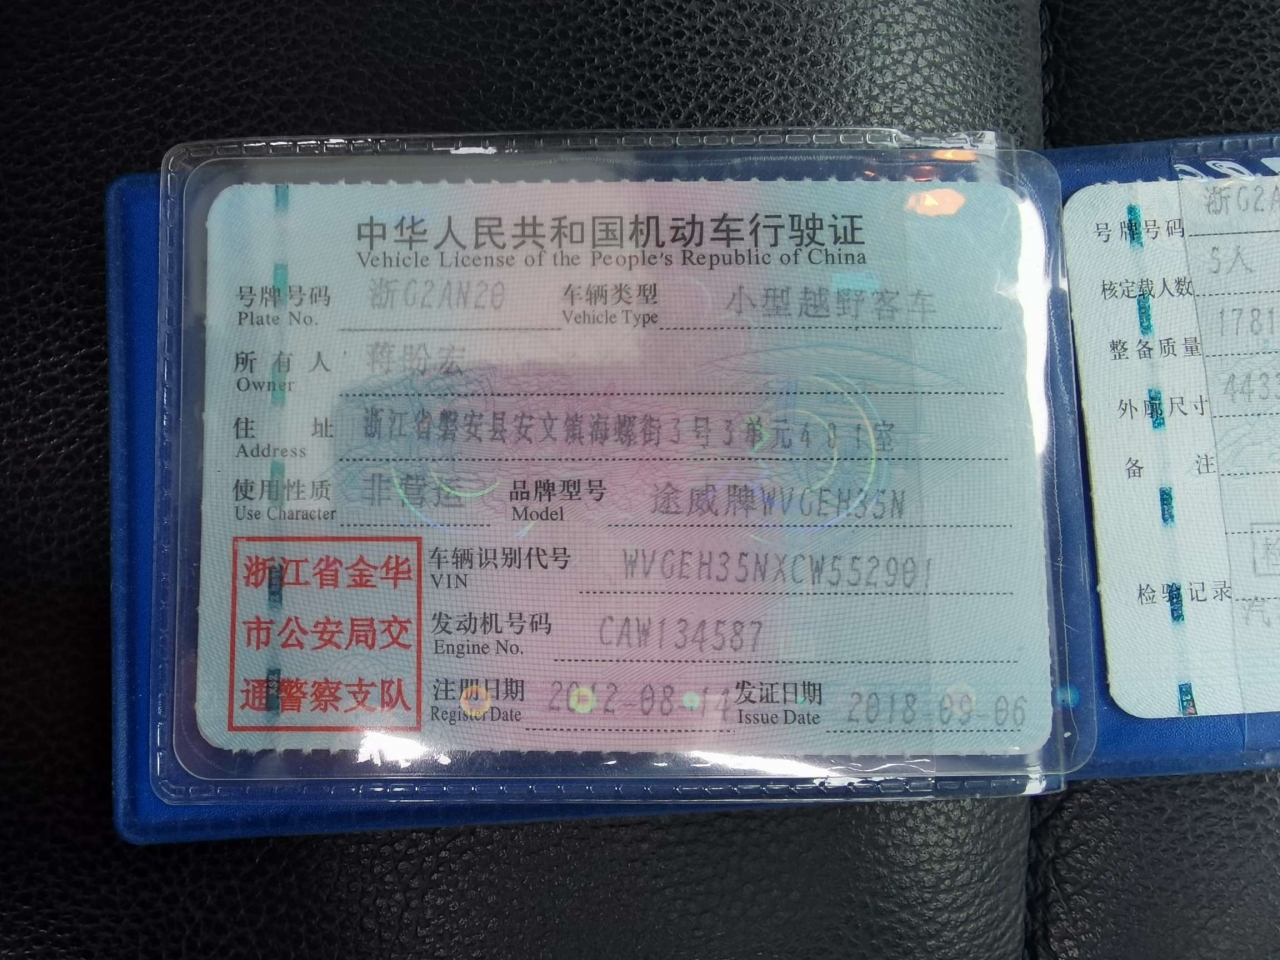 中华人民共和国机动车行驶证
Vehicle License of the People's Republic of China
号牌号码 浙G2AN20 车辆类型 小型越野客车
Plate No. Vehicle Type
所有人 蒋盼宏
Owner
住址 浙江省磐安县安文镇海螺街3号3单元401室
Address
使用性质 非营运 品牌型号 途威牌WVGEH35N
Use Character Model
浙江省金华
市公安局交
通警察支队
车辆识别代号 WVGEH35NXCW552901
VIN
发动机号码 CAW134587
Engine No.
注册日期 2012-08-14 发证日期 2018-09-06
Register Date Issue Date
号牌号码 浙G2A
核定载人数 5人
整备质量 1781
外廓尺寸 443
备注
检验记录